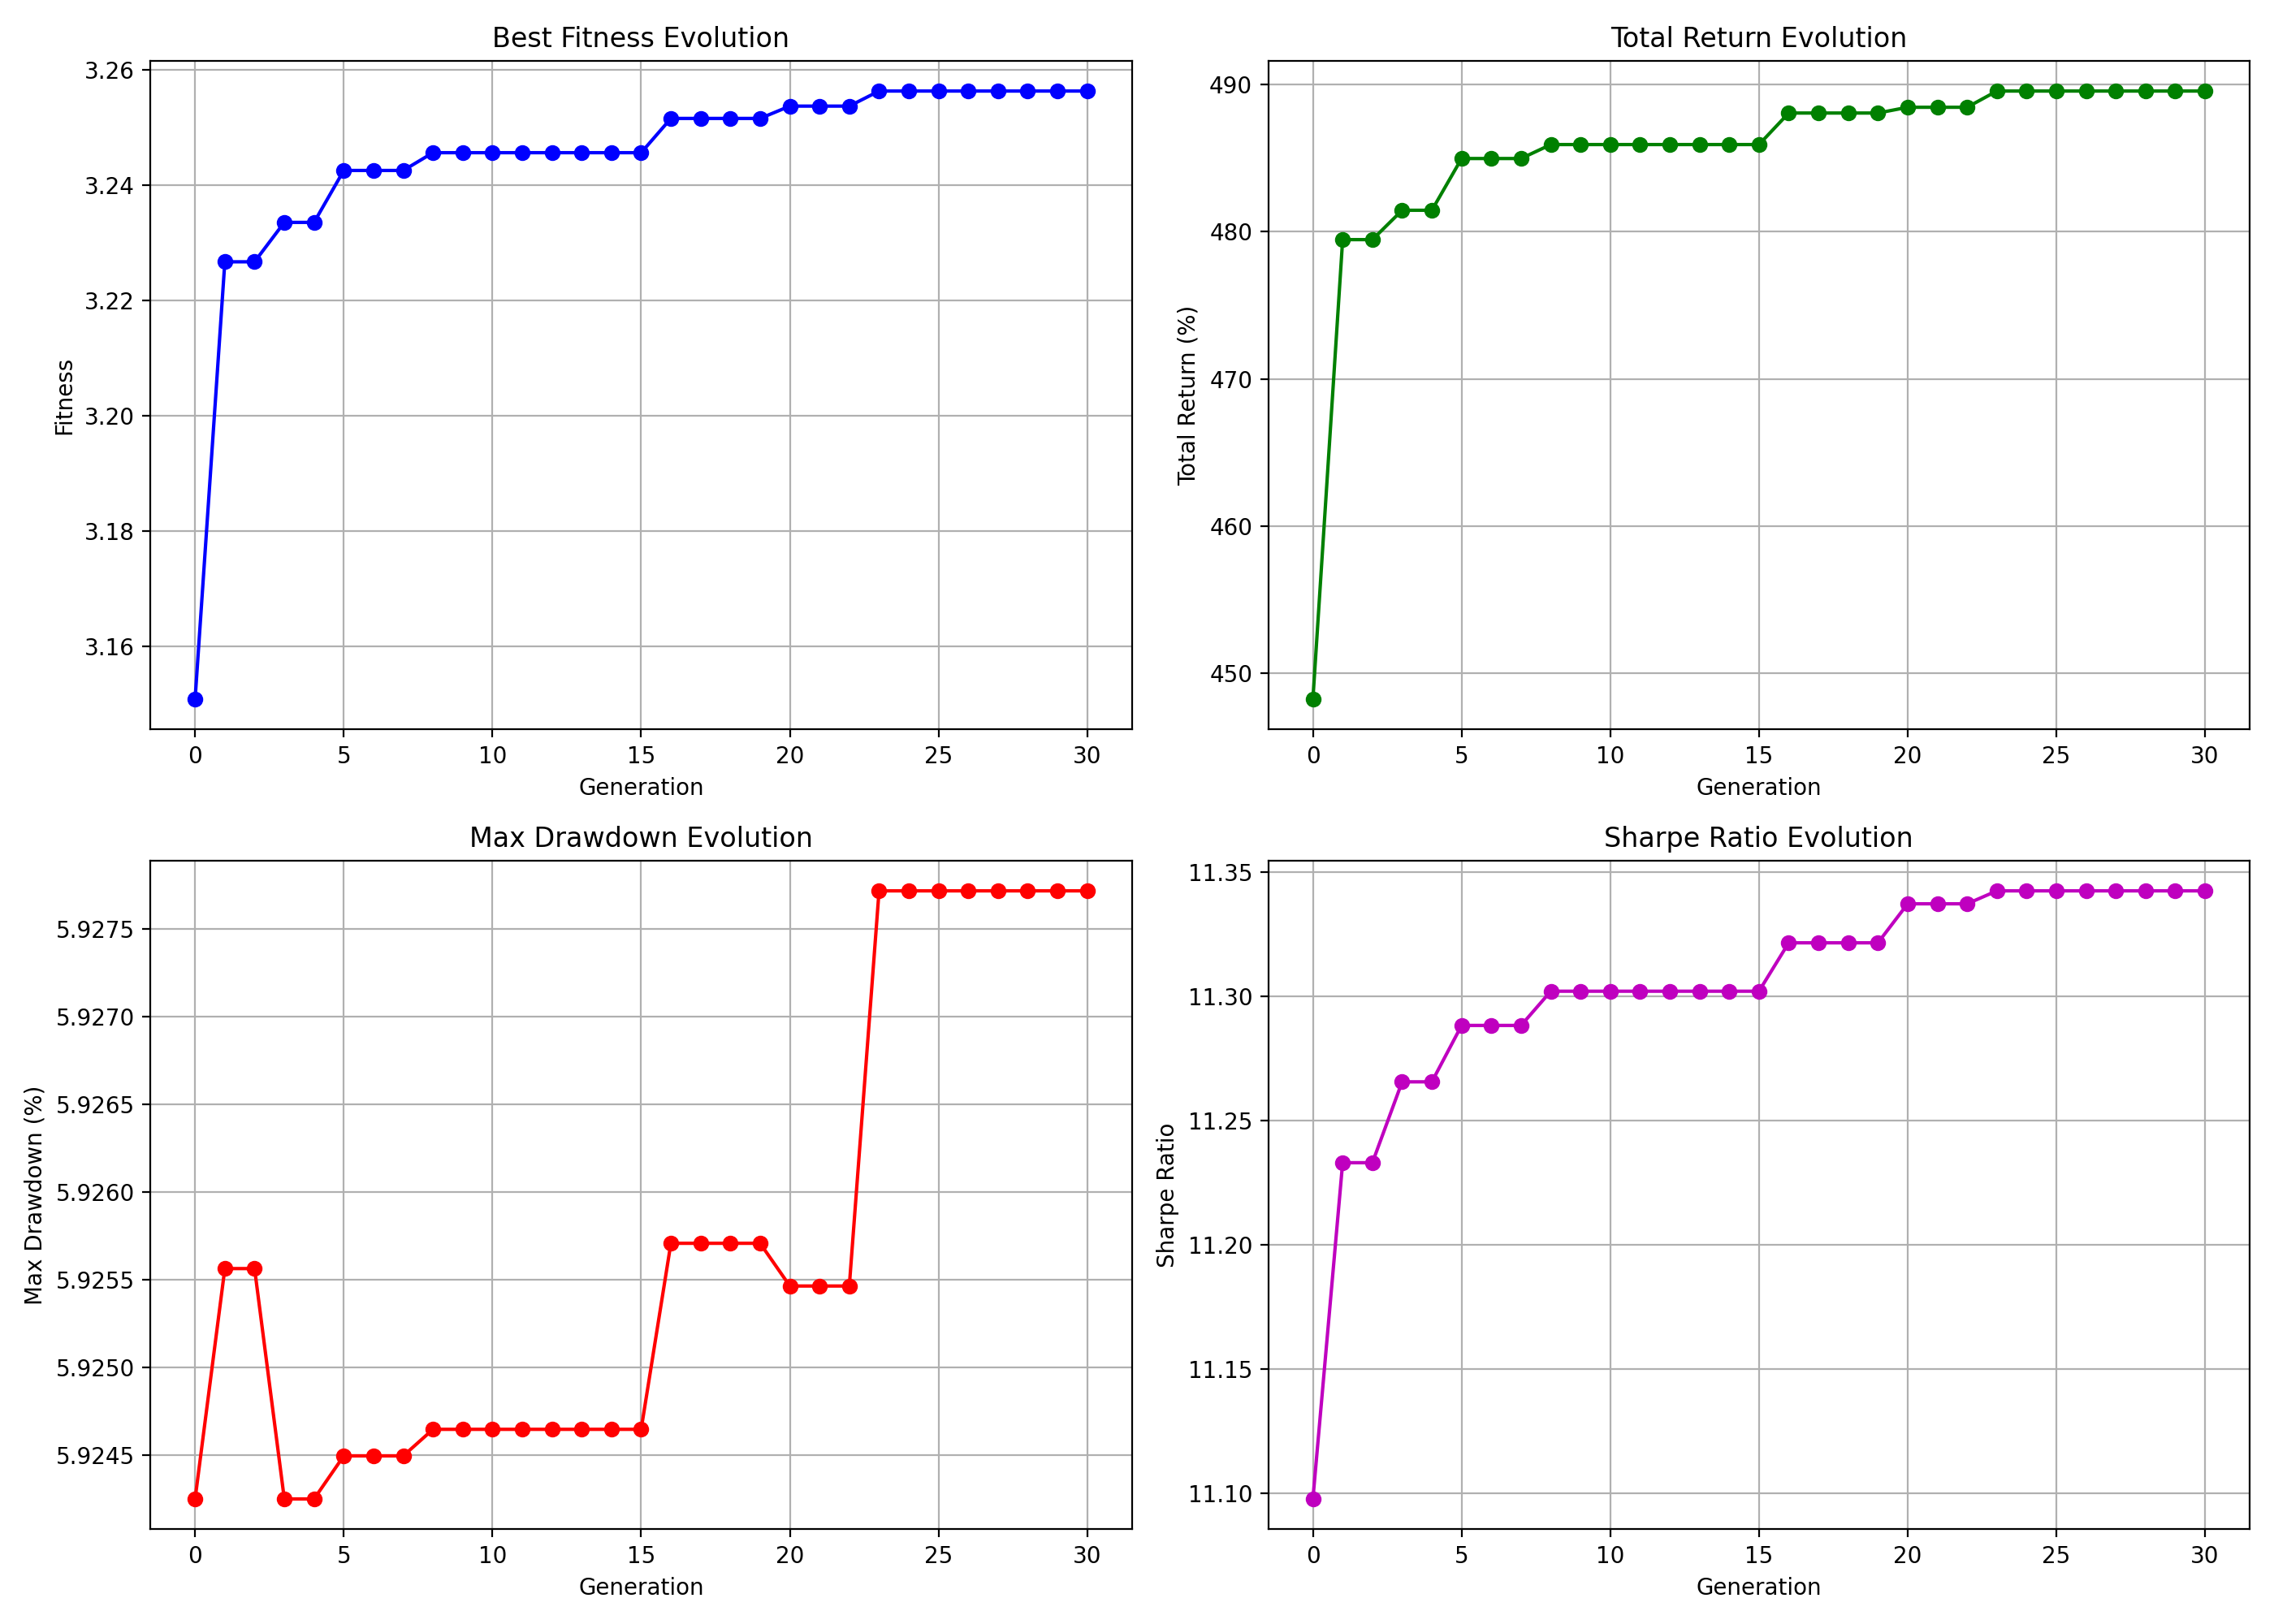 Best Fitness Evolution
3.26
3.24
3.22
3.20
3.18
3.16
Fitness
0 5 10 15 20 25 30
Generation
Total Return Evolution
490
480
470
460
450
Total Return (%)
0 5 10 15 20 25 30
Generation
Max Drawdown Evolution
5.9275
5.9270
5.9265
5.9260
5.9255
5.9250
5.9245
Max Drawdown (%)
0 5 10 15 20 25 30
Generation
Sharpe Ratio Evolution
11.35
11.30
11.25
11.20
11.15
11.10
Sharpe Ratio
0 5 10 15 20 25 30
Generation